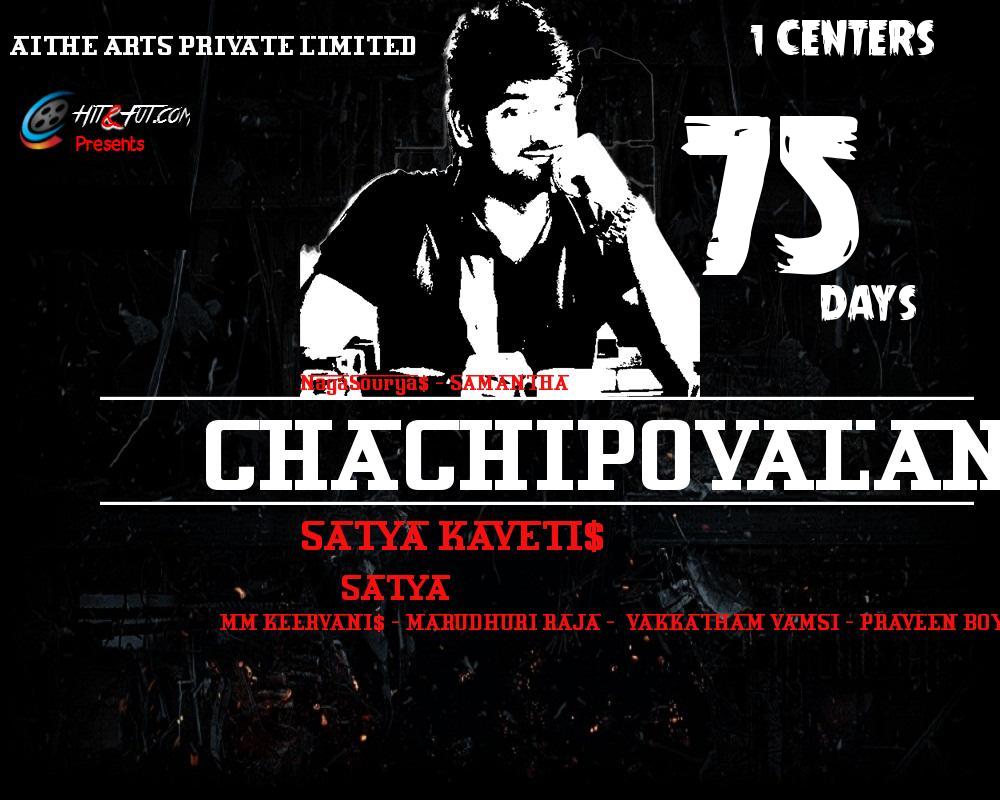 AITHE ARTS PRIVATE LIMITED
1 CENTERS
HIT&FUT.COM
Presents
75
DAYS
NagaSourya$ - SAMANTHA
CHACHIPOVALAN
SATYA KAVETI$
SATYA
MM KEERVANI$ - MARUDHURI RAJA - VAKKATHAM VAMSI - PRAVEEN BOY